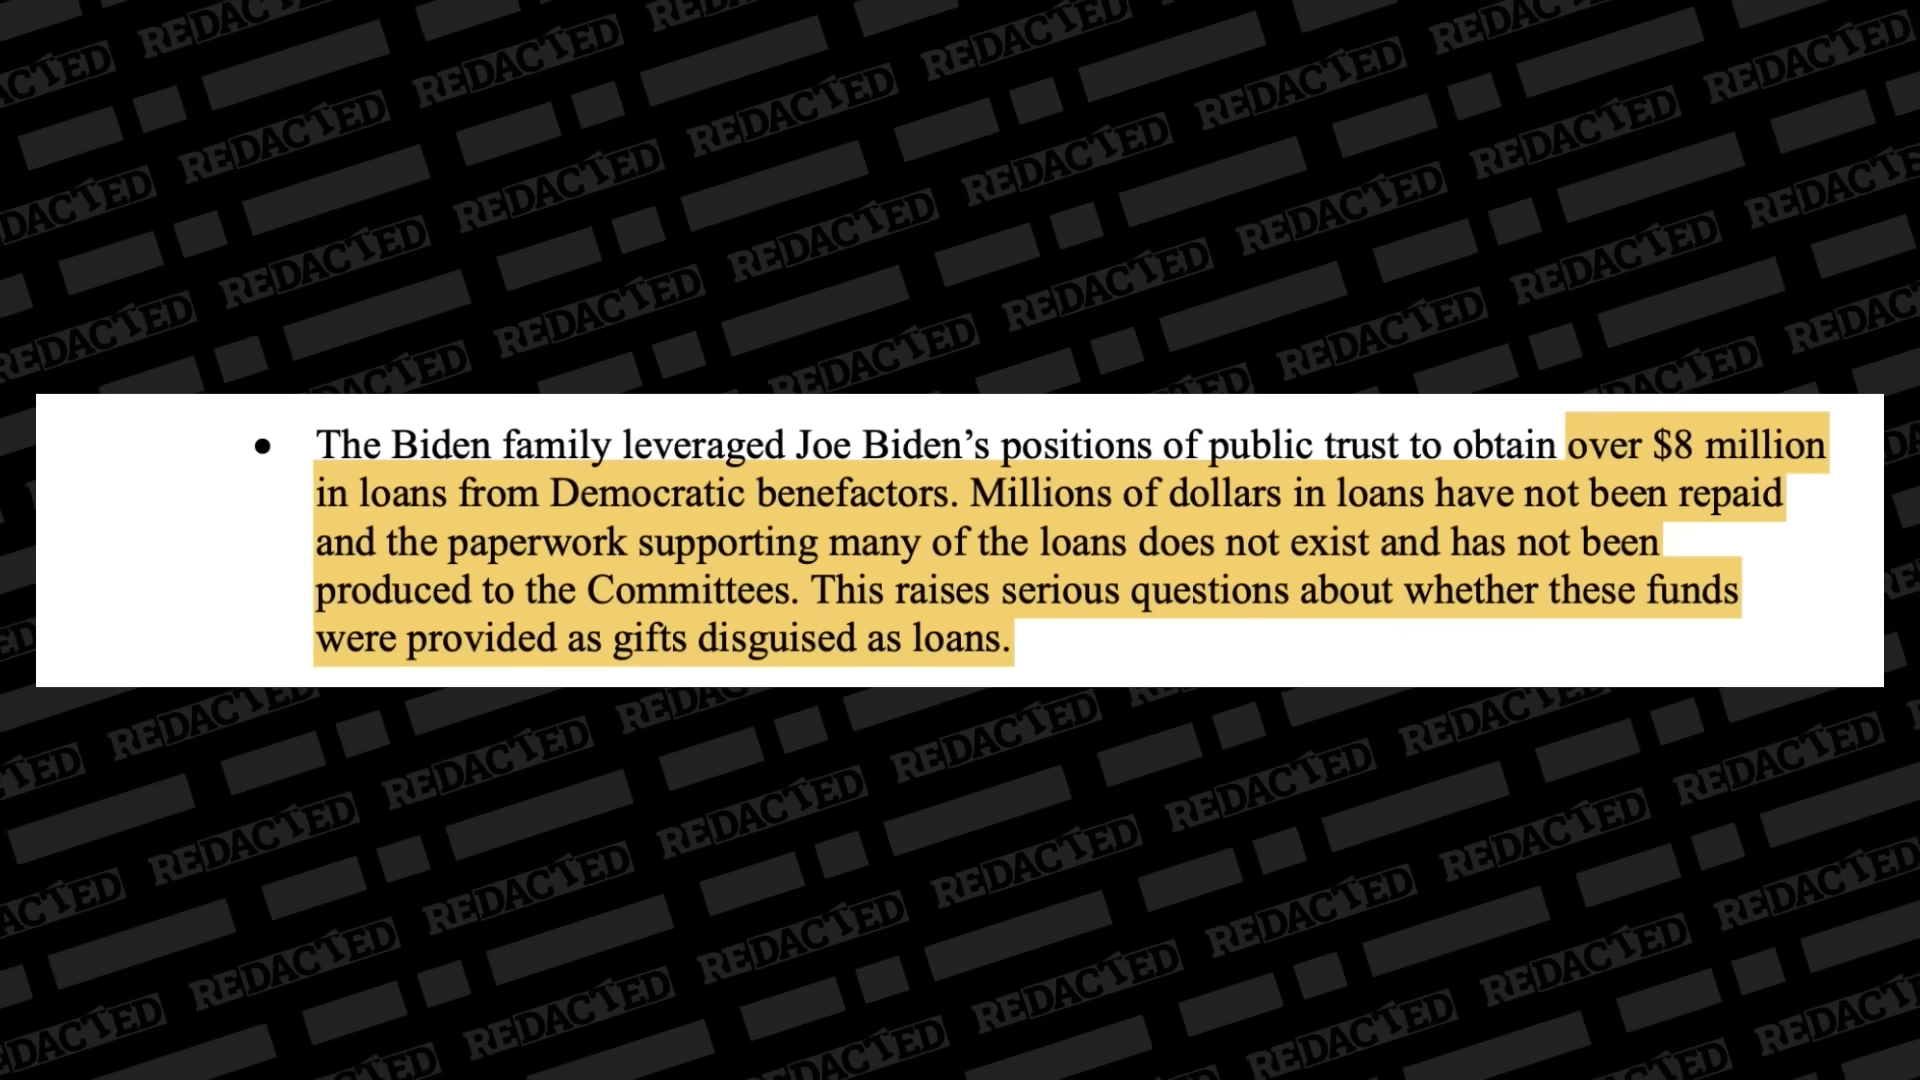 • The Biden family leveraged Joe Biden’s positions of public trust to obtain over $8 million
in loans from Democratic benefactors. Millions of dollars in loans have not been repaid
and the paperwork supporting many of the loans does not exist and has not been
produced to the Committees. This raises serious questions about whether these funds
were provided as gifts disguised as loans.
REDACTED